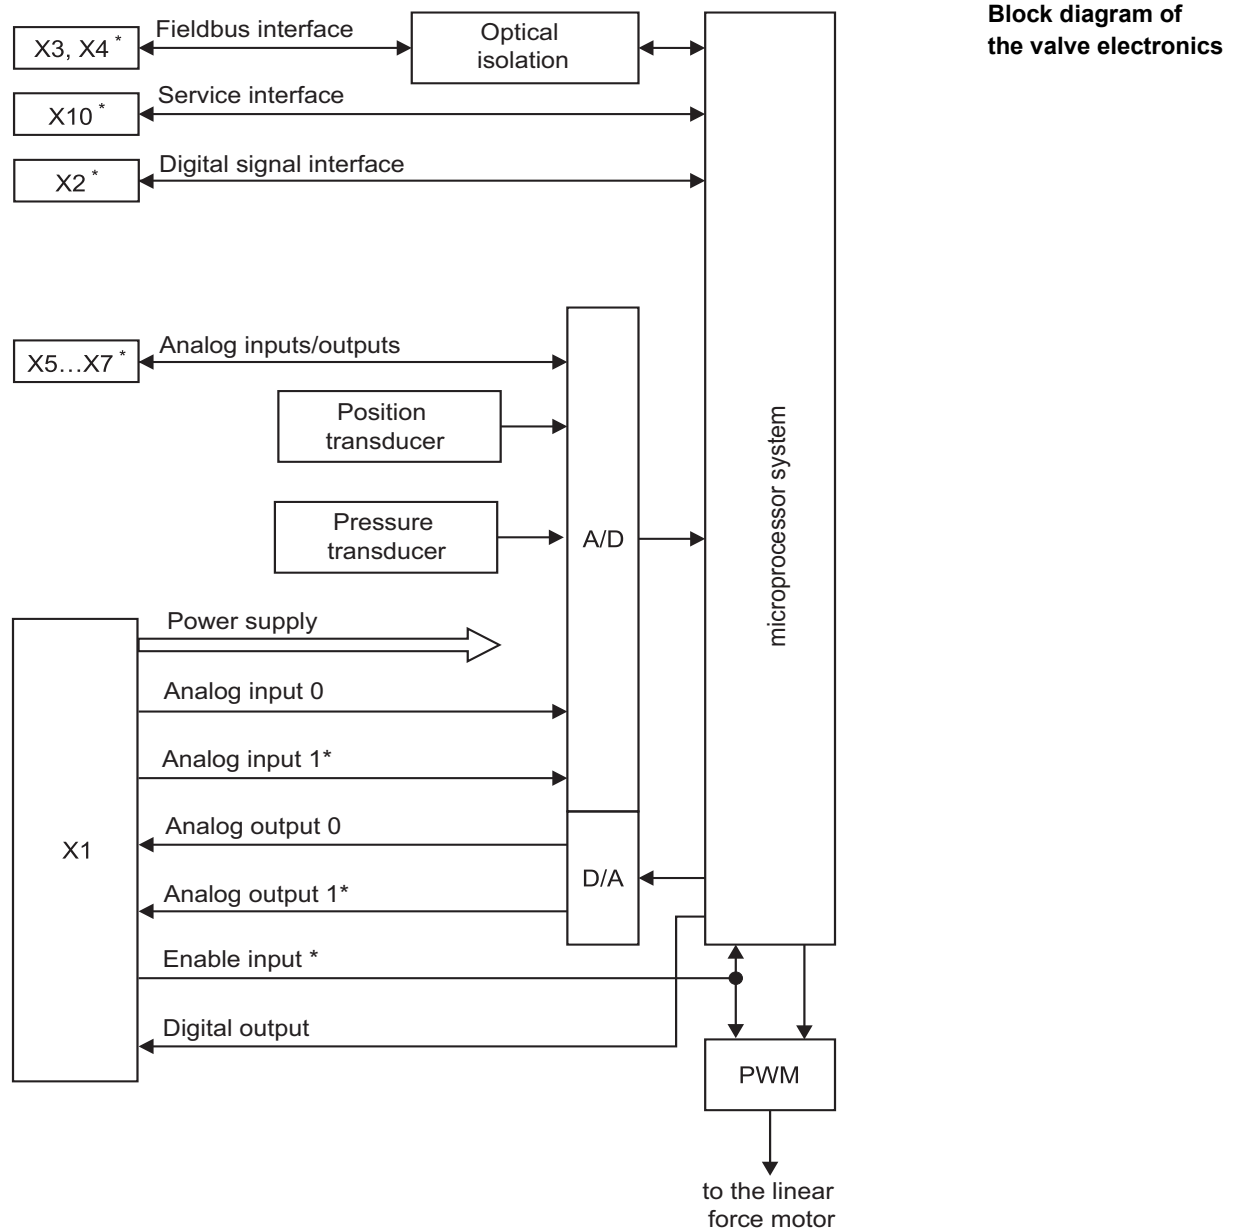 Block diagram of
the valve electronics
Fieldbus interface
X3, X4 *
Optical
isolation
Service interface
X10 *
Digital signal interface
X2 *
Analog inputs/outputs
X5…X7 *
Position
transducer
Pressure
transducer
A/D
microprocessor system
Power supply
Analog input 0
Analog input 1*
Analog output 0
X1
D/A
Analog output 1*
Enable input *
Digital output
PWM
to the linear
force motor